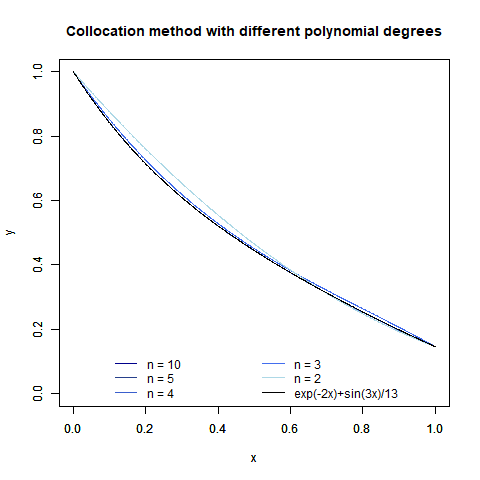 Collocation method with different polynomial degrees
y
1.0
0.8
0.6
0.4
0.2
0.0
n = 10
n = 5
n = 4
n = 3
n = 2
exp(-2x)+sin(3x)/13
0.0 0.2 0.4 0.6 0.8 1.0
x